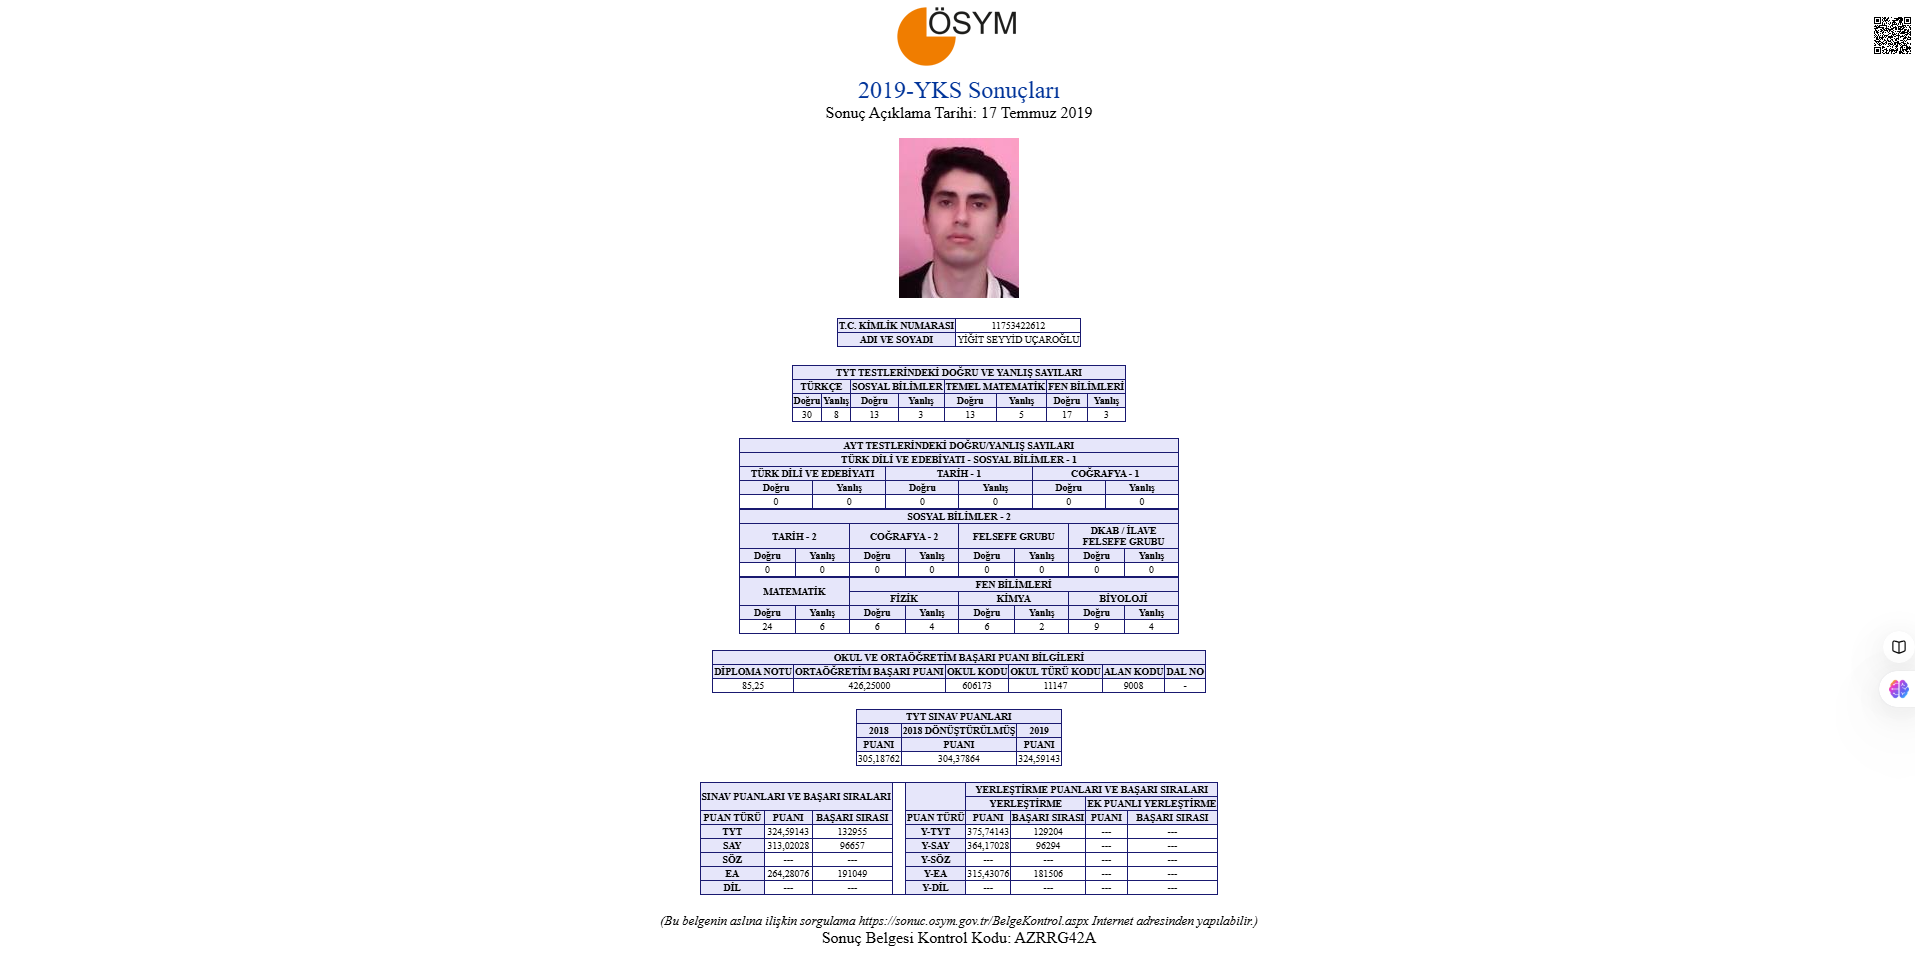 ÖSYM
2019-YKS Sonuçları
Sonuç Açıklama Tarihi: 17 Temmuz 2019
T.C. KİMLİK NUMARASI 11753422612
ADI VE SOYADI YİĞİT SEYYİD UÇAROĞLU
TYT TESTLERİNDEKİ DOĞRU VE YANLIŞ SAYILARI
TÜRKÇE SOSYAL BİLİMLER TEMEL MATEMATİK FEN BİLİMLERİ
Doğru Yanlış Doğru Yanlış Doğru Yanlış Doğru Yanlış
30 8 13 3 13 5 17 3
AYT TESTLERİNDEKİ DOĞRU/YANLIŞ SAYILARI
TÜRK DİLİ VE EDEBİYATI - SOSYAL BİLİMLER - 1
TÜRK DİLİ VE EDEBİYATI TARİH - 1 COĞRAFYA - 1
Doğru Yanlış Doğru Yanlış Doğru Yanlış
0 0 0 0 0 0
SOSYAL BİLİMLER - 2
TARİH - 2 COĞRAFYA - 2 FELSEFE GRUBU DKAB / İLAVE
FELSEFE GRUBU
Doğru Yanlış Doğru Yanlış Doğru Yanlış Doğru Yanlış
0 0 0 0 0 0 0 0
MATEMATİK FEN BİLİMLERİ
FİZİK KİMYA BİYOLOJİ
Doğru Yanlış Doğru Yanlış Doğru Yanlış Doğru Yanlış
24 6 6 4 6 2 9 4
OKUL VE ORTAÖĞRETİM BAŞARI PUANI BİLGİLERİ
DİPLOMA NOTU ORTAÖĞRETİM BAŞARI PUANI OKUL KODU OKUL TÜRÜ KODU ALAN KODU DAL NO
85,25 426,25000 606173 11147 9008 -
TYT SINAV PUANLARI
2018 2018 DÖNÜŞTÜRÜLMÜŞ 2019
PUANI PUANI PUANI
305,18762 304,37864 324,59143
SINAV PUANLARI VE BAŞARI SIRALARI
PUAN TÜRÜ PUANI BAŞARI SIRASI
TYT 324,59143 132955
SAY 313,02028 96657
SÖZ --- ---
EA 264,28076 191049
DİL --- ---
YERLEŞTİRME PUANLARI VE BAŞARI SIRALARI
YERLEŞTİRME EK PUANLI YERLEŞTİRME
PUAN TÜRÜ PUANI BAŞARI SIRASI PUANI BAŞARI SIRASI
Y-TYT 375,74143 129204 --- ---
Y-SAY 364,17028 96294 --- ---
Y-SÖZ --- --- --- ---
Y-EA 315,43076 181506 --- ---
Y-DİL --- --- --- ---
(Bu belgenin aslına ilişkin sorgulama https://sonuc.osym.gov.tr/BelgeKontrol.aspx Internet adresinden yapılabilir.)
Sonuç Belgesi Kontrol Kodu: AZRRG42A